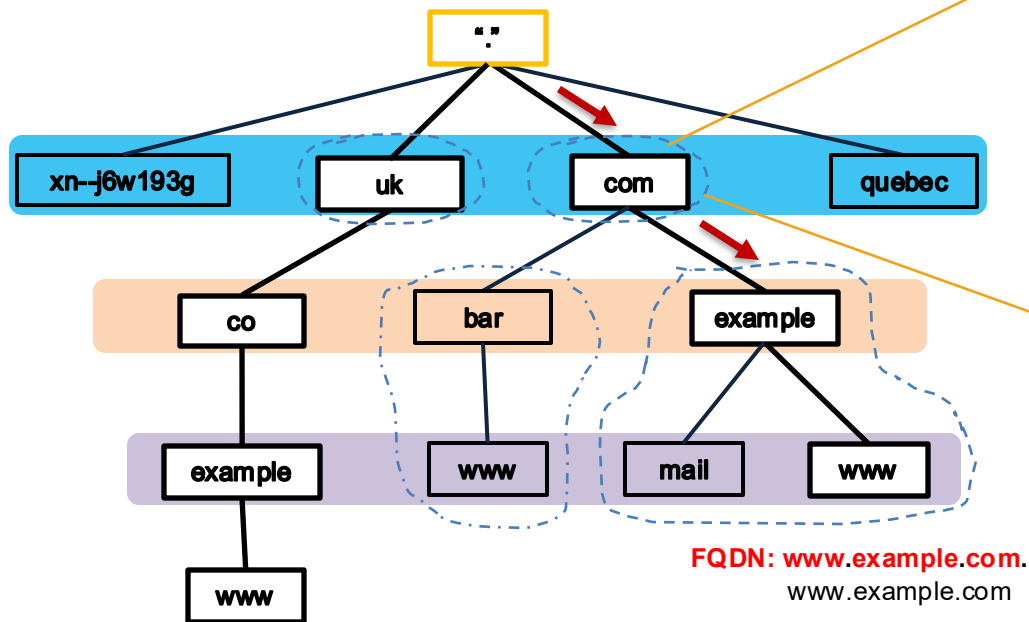 “.”
xn--j6w193g
uk
com
quebec
co
bar
example
example
www
mail
www
www
FQDN: www.example.com.
www.example.com